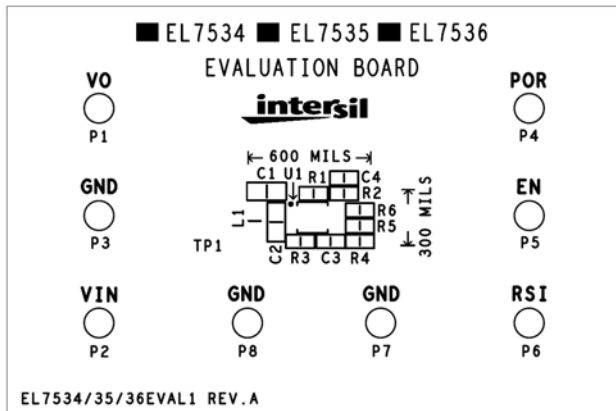 EL7534 EL7535 EL7536
EVALUATION BOARD
VO
P1
intersil
POR
P4
600 MILS
C1 U1 R1 C4
R2
GND
P3
L1
R6
R5
300 MILS
EN
P5
TP1
C2
R3 C3 R4
VIN
P2
GND
P8
GND
P7
RSI
P6
EL7534/35/36EVAL1 REV.A